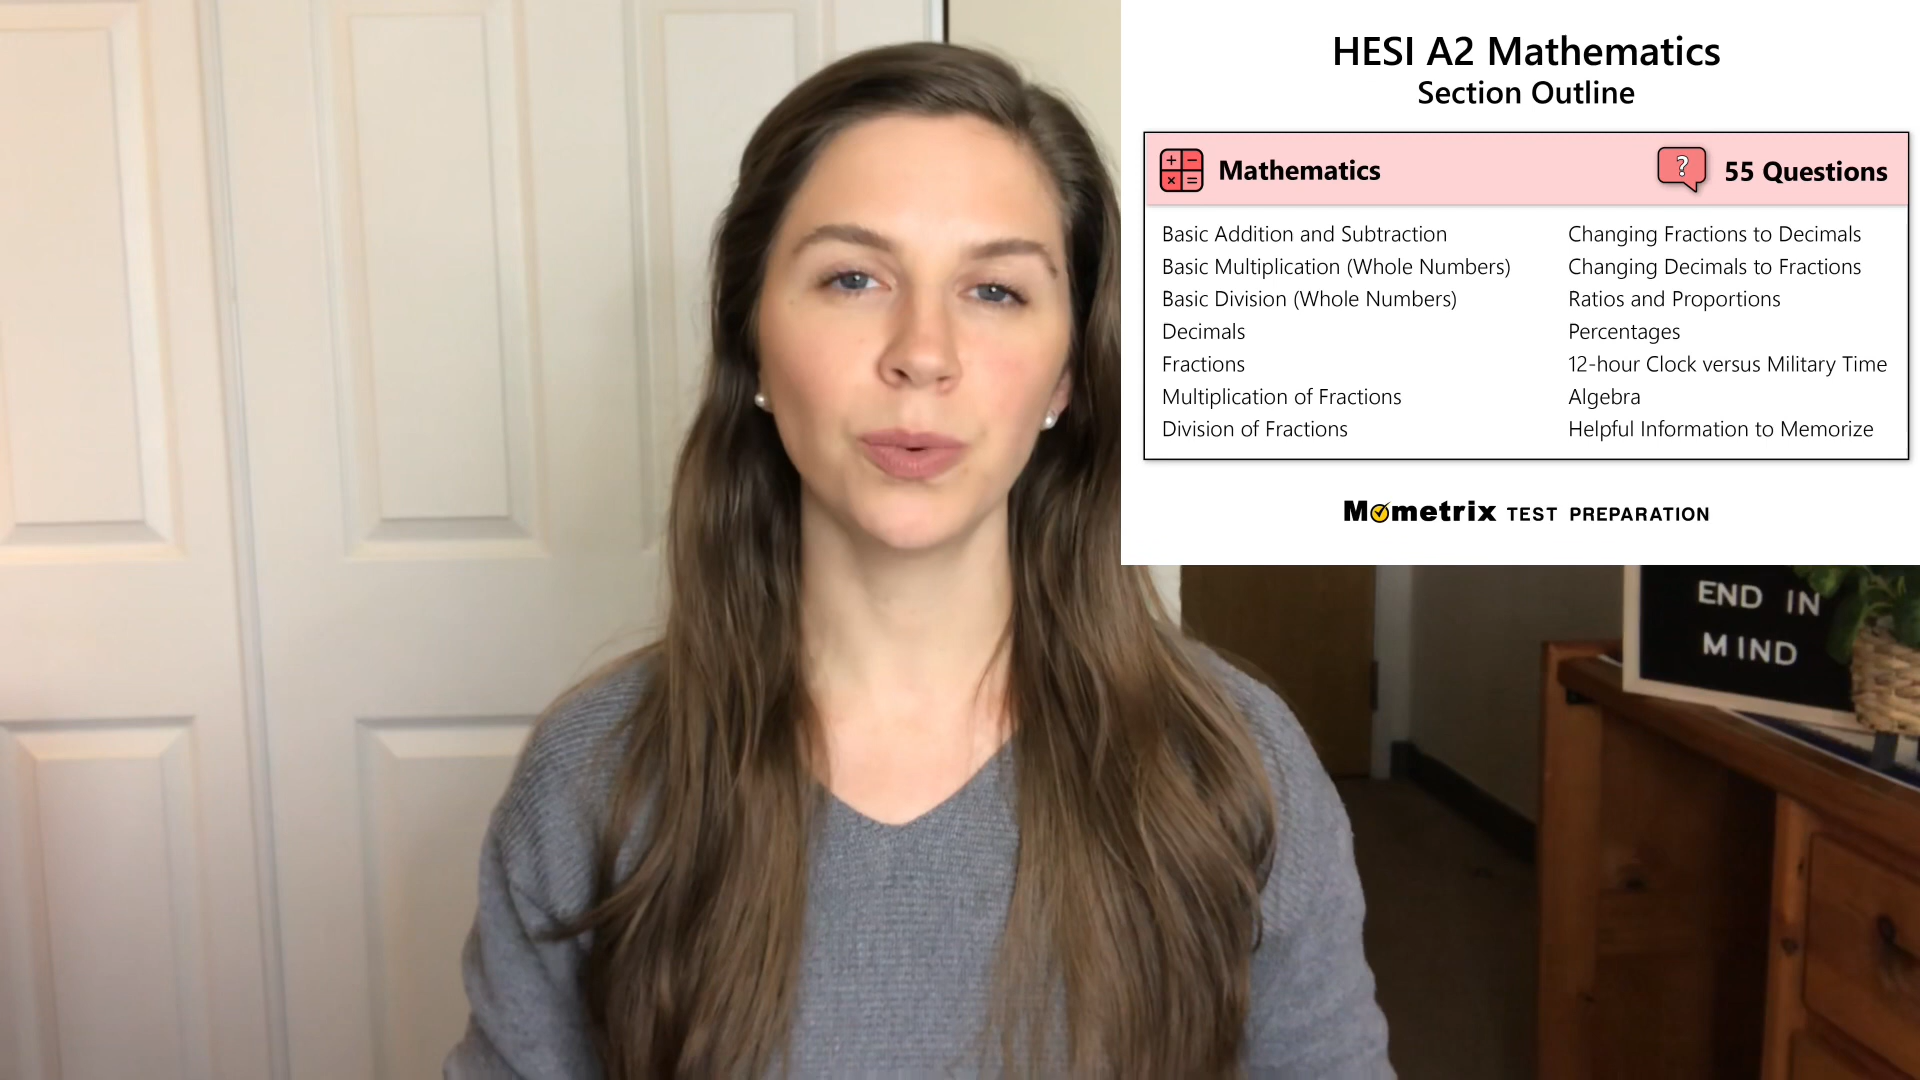 HESI A2 Mathematics
Section Outline
Mathematics
55 Questions
Basic Addition and Subtraction
Basic Multiplication (Whole Numbers)
Basic Division (Whole Numbers)
Decimals
Fractions
Multiplication of Fractions
Division of Fractions
Changing Fractions to Decimals
Changing Decimals to Fractions
Ratios and Proportions
Percentages
12-hour Clock versus Military Time
Algebra
Helpful Information to Memorize
Mometrix TEST PREPARATION
END IN
MIND